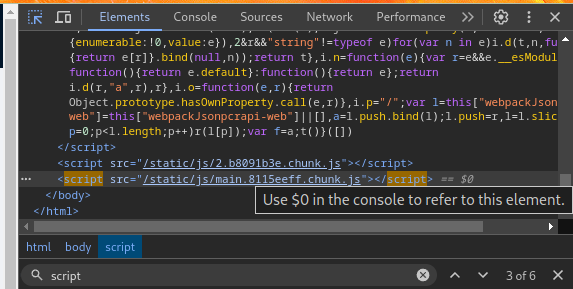 Elements Console Sources Network Performance »
{enumerable:!0,value:e}),2&r&&"string"!=typeof e)for(var n in e)i.d(t,n,fu
{return e[r]}.bind(null,n));return t},i.n=function(e){var r=e&&e.__esModul
function(){return e.default}:function(){return e};return
i.d(r,"a",r),r},i.o=function(e,r){return
Object.prototype.hasOwnProperty.call(e,r)},i.p="/";var l=this["webpackJsonp
web"]=this["webpackJsonpcrapi-web"]||[],a=l.push.bind(l);l.push=r,l=l.slic
p=0;p<l.length;p++)r(l[p]);var f=a;t()}([])
</script>
<script src="/static/js/2.b8091b3e.chunk.js"></script>
… <script src="/static/js/main.8115eeff.chunk.js"></script> == $0
</body>
Use $0 in the console to refer to this element.
</html>
html body script
script 3 of 6